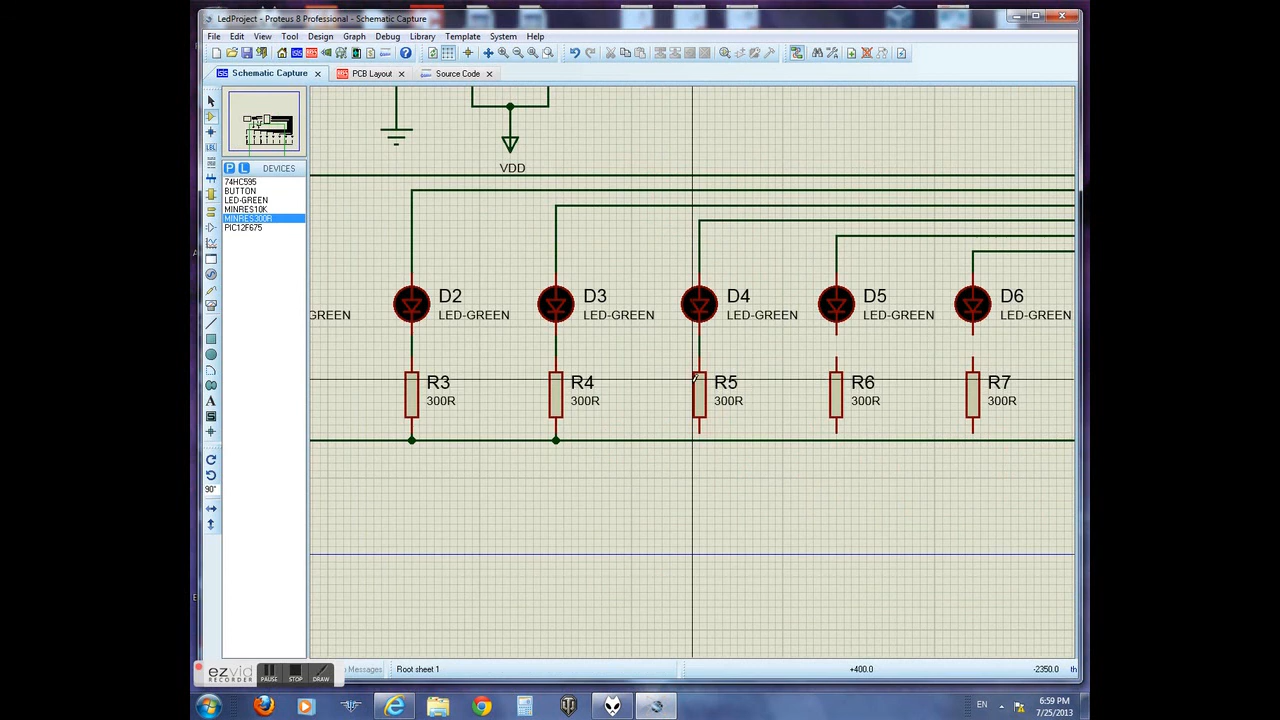 LedProject - Proteus 8 Professional - Schematic Capture
File Edit View Tool Design Graph Debug Library Template System Help
Schematic Capture PCB Layout Source Code
P L DEVICES
74HC595
BUTTON
LED-GREEN
MINRES10K
MINRES300R
PIC12F675
VDD
D2 D3 D4 D5 D6
GREEN LED-GREEN LED-GREEN LED-GREEN LED-GREEN LED-GREEN
R3 R4 R5 R6 R7
300R 300R 300R 300R 300R
LBL
A
S
90°
ezvid
RECORDER
PAUSE STOP DRAW
Messages Root sheet 1 +400.0 -2350.0 th
EN 6:59 PM
7/25/2013